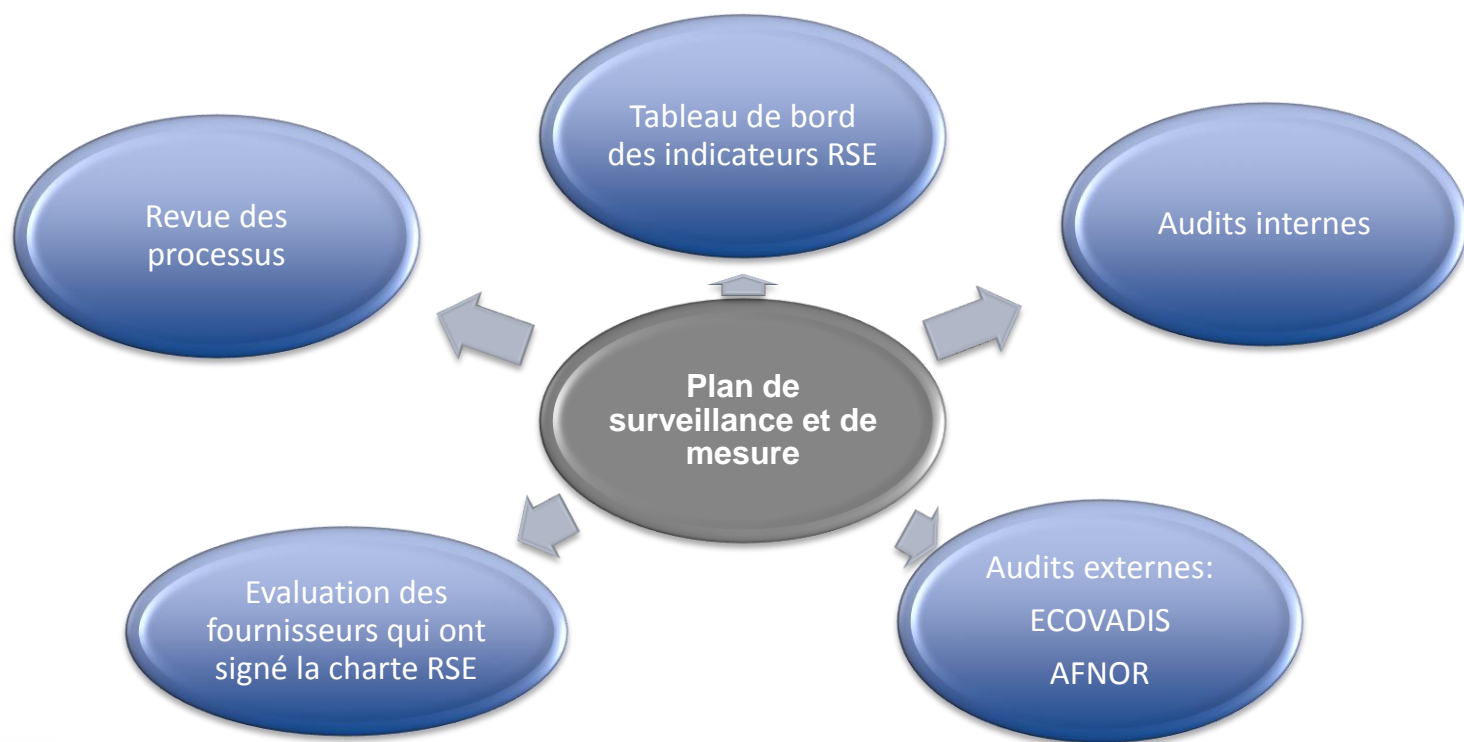 Tableau de bord
des indicateurs RSE
Revue des
processus
Audits internes
Plan de
surveillance et de
mesure
Evaluation des
fournisseurs qui ont
signé la charte RSE
Audits externes:
ECOVADIS
AFNOR